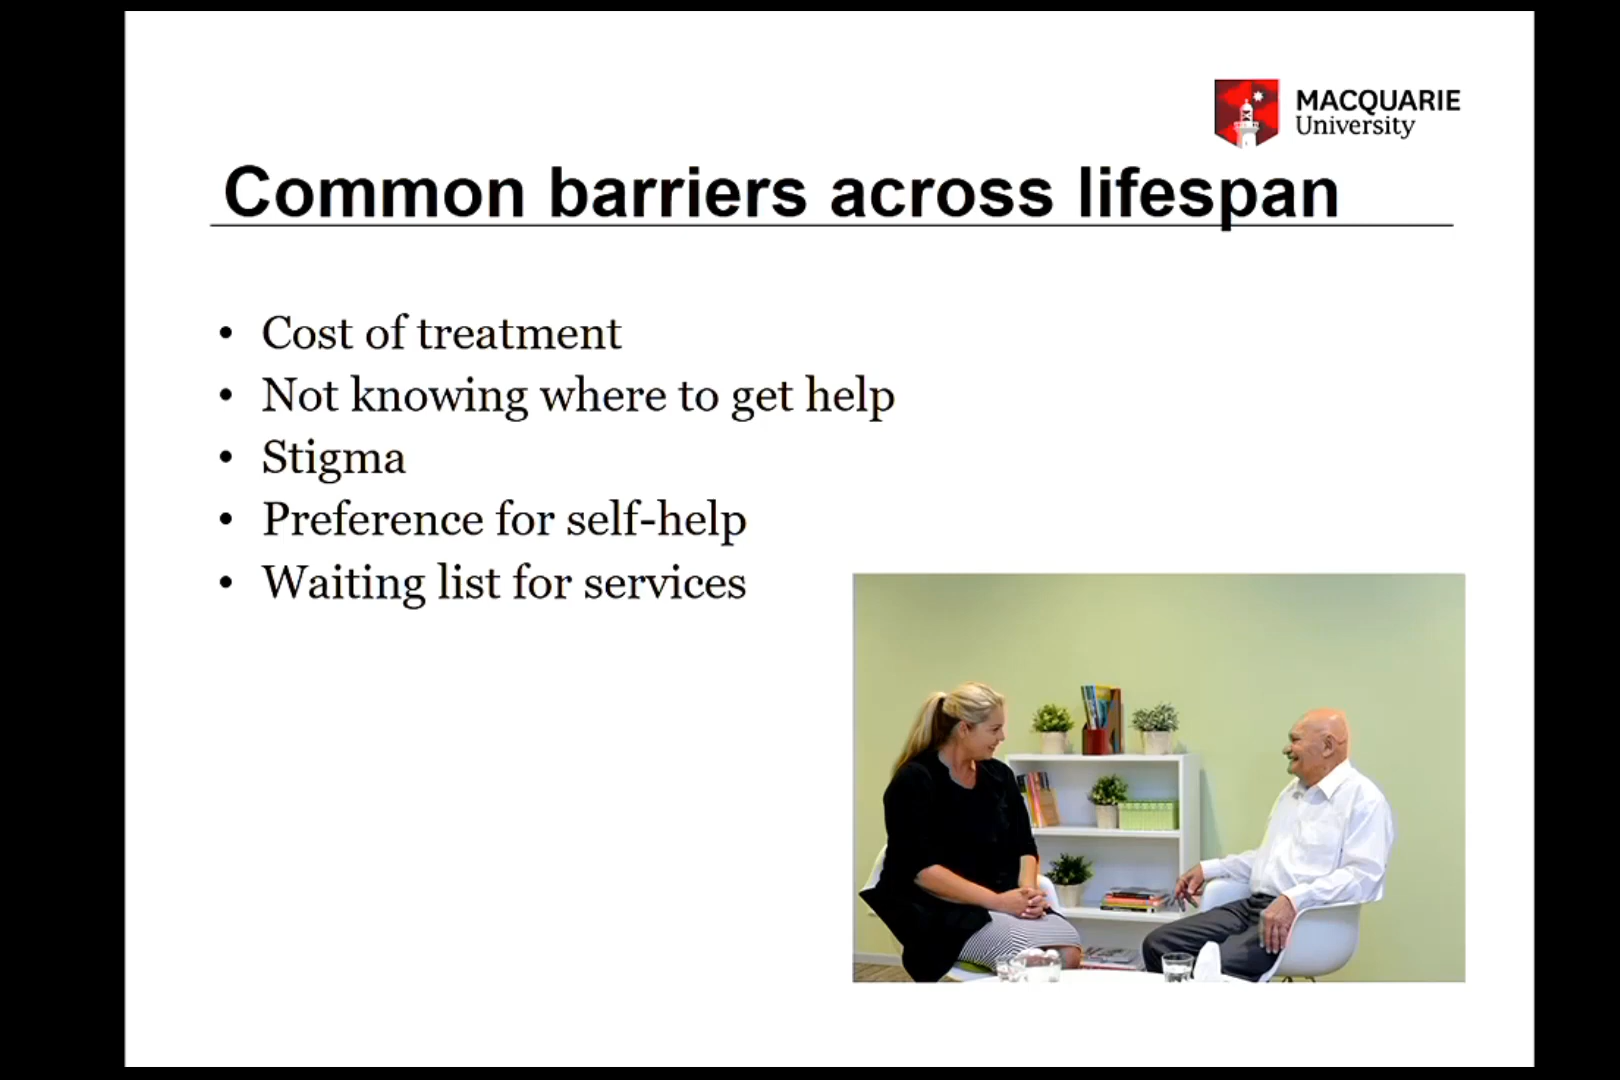 MACQUARIE
University
Common barriers across lifespan
• Cost of treatment
• Not knowing where to get help
• Stigma
• Preference for self-help
• Waiting list for services